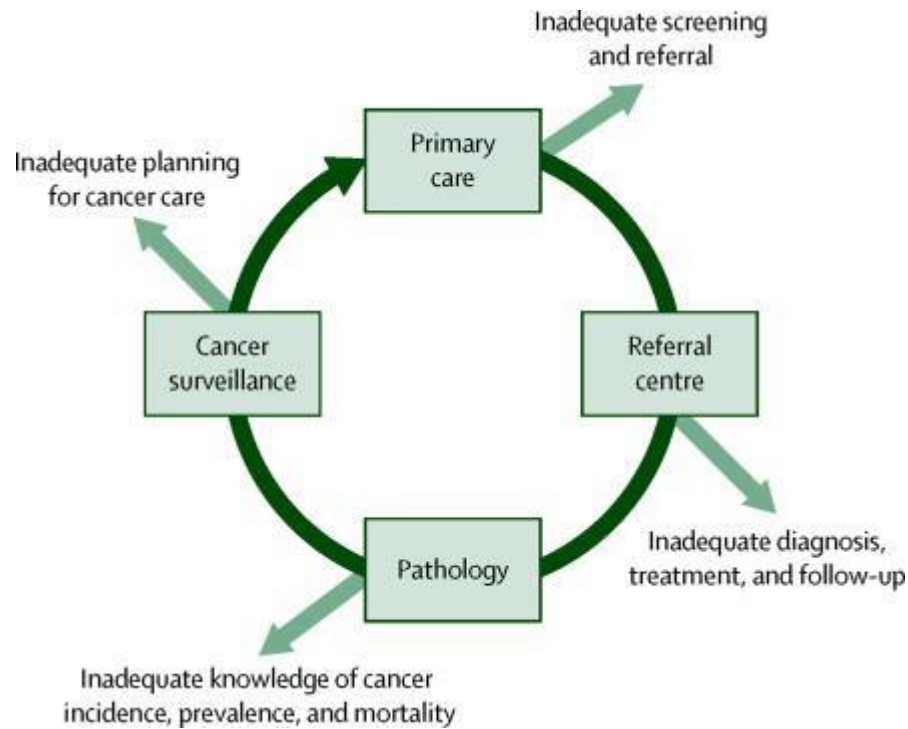 Inadequate screening
and referral
Primary
care
Inadequate planning
for cancer care
Cancer
surveillance
Referral
centre
Pathology
Inadequate diagnosis,
treatment, and follow-up
Inadequate knowledge of cancer
incidence, prevalence, and mortality